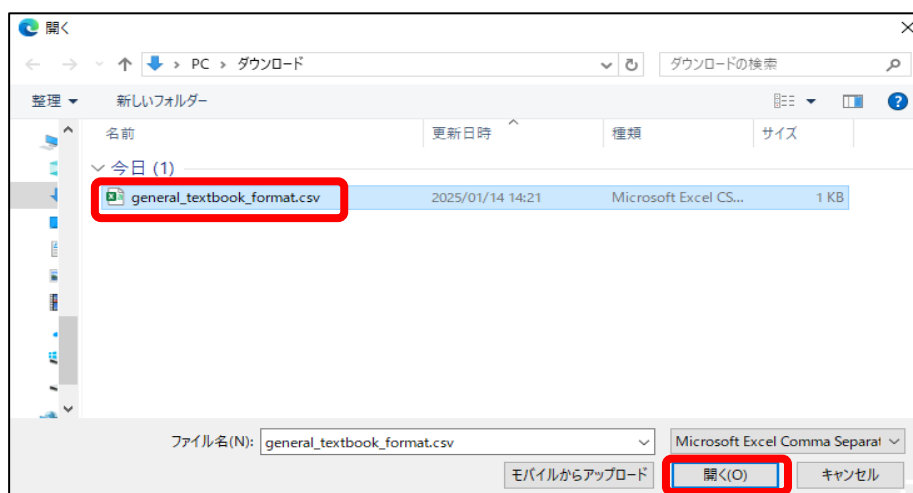 開く
PC › ダウンロード
ダウンロードの検索
整理 新しいフォルダー
名前 更新日時 種類 サイズ
今日 (1)
general_textbook_format.csv 2025/01/14 14:21 Microsoft Excel CS... 1 KB
ファイル名(N): general_textbook_format.csv Microsoft Excel Comma Separat
モバイルからアップロード 開く(O) キャンセル